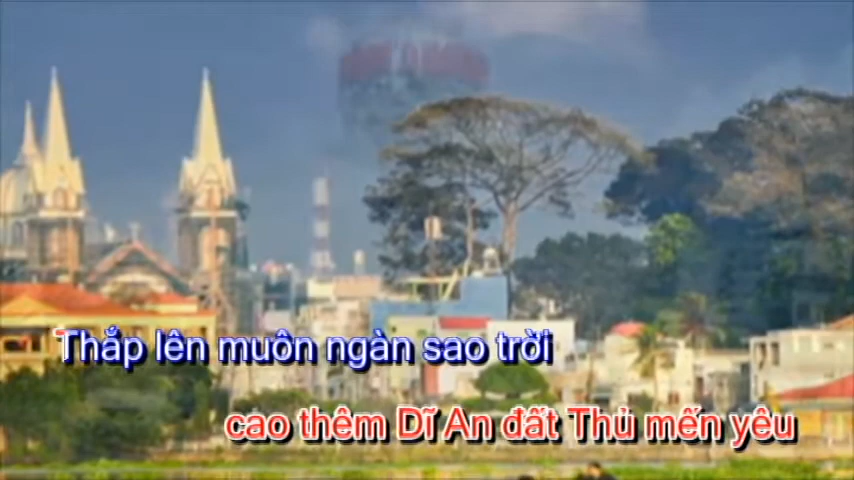 Thắp lên muôn ngàn sao trời
cao thêm Dĩ An đất Thủ mến yêu